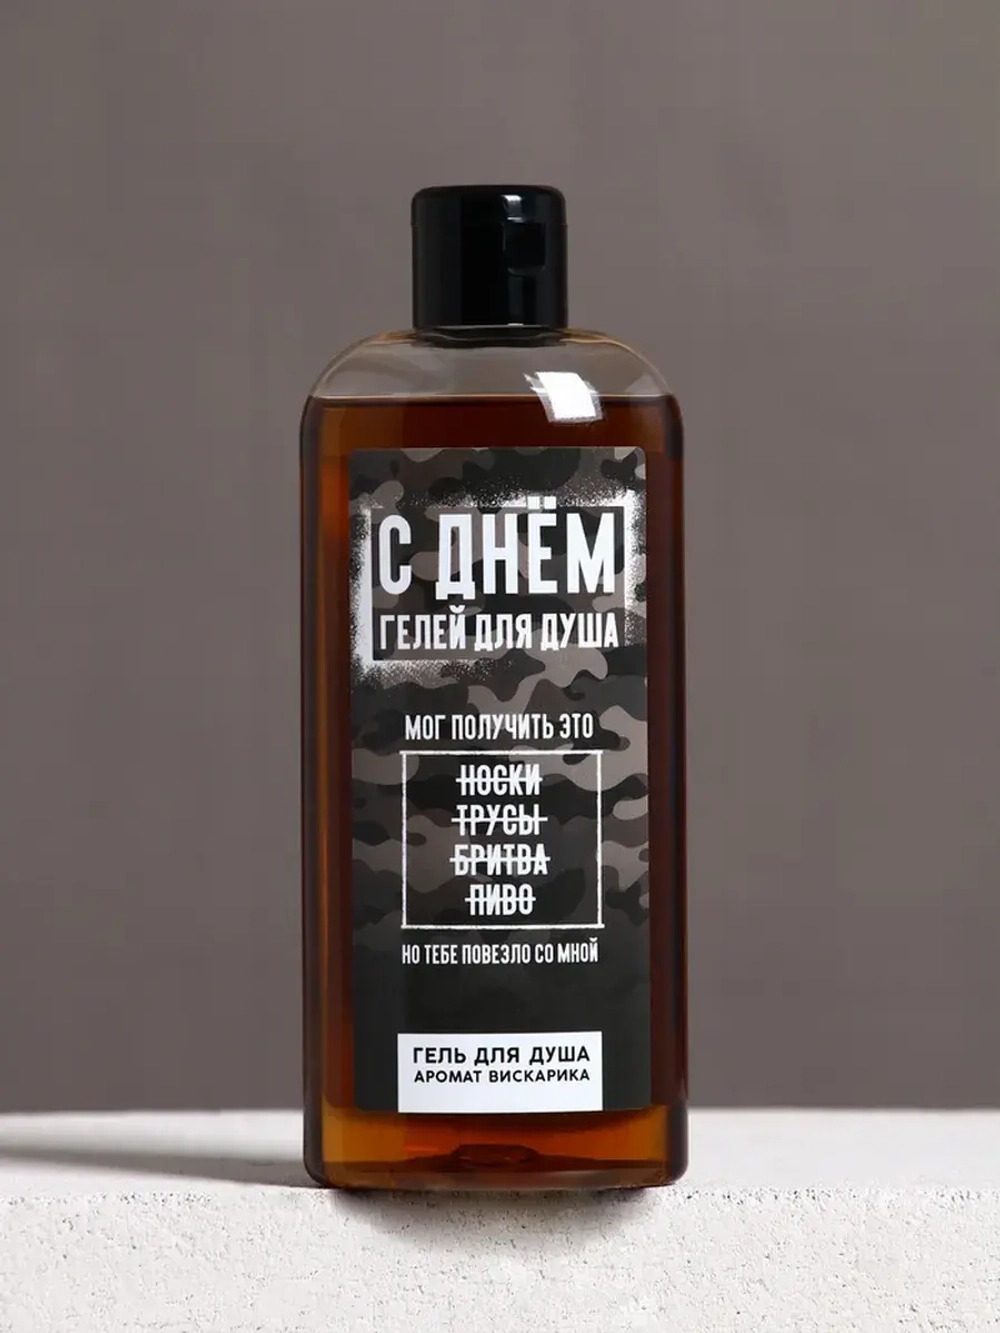 С ДНЁМ
ГЕЛЕЙ ДЛЯ ДУША
МОГ ПОЛУЧИТЬ ЭТО
НОСКИ
ТРУСЫ
БРИТВА
ПИВО
НО ТЕБЕ ПОВЕЗЛО СО МНОЙ
ГЕЛЬ ДЛЯ ДУША
АРОМАТ ВИСКАРИКА